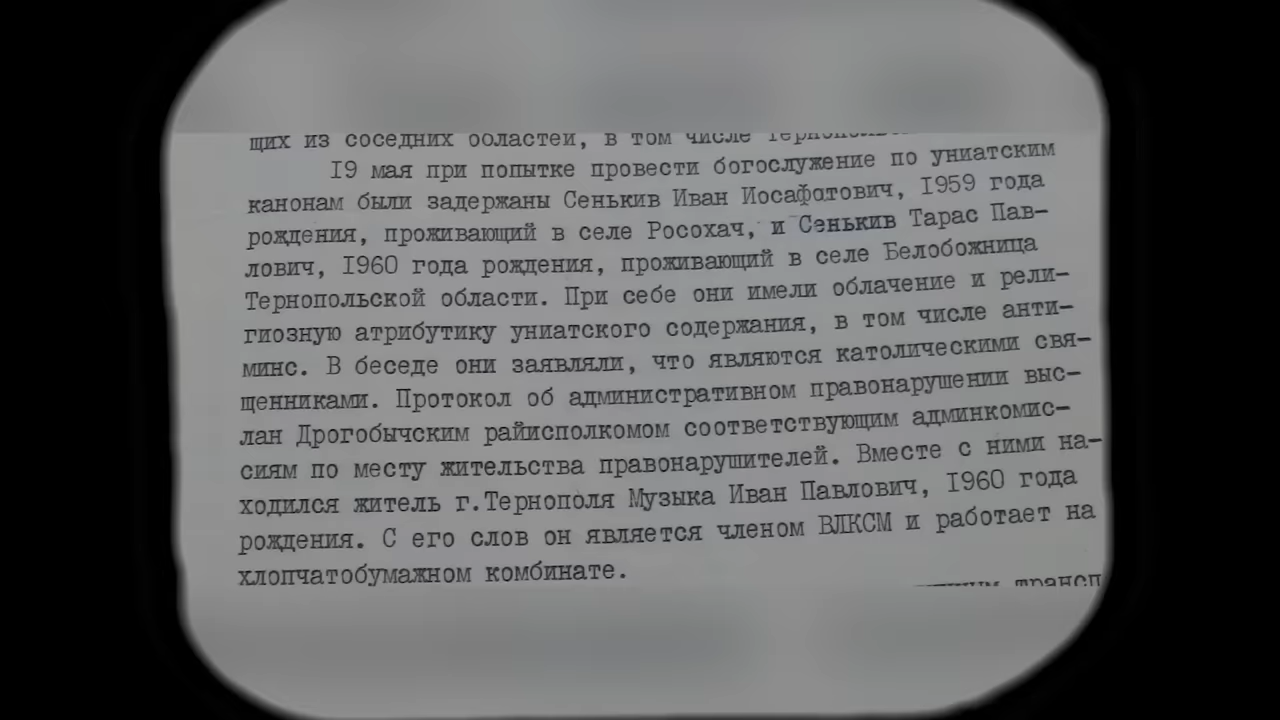 щих из соседних областей, в том числе
19 мая при попытке провести богослужение по униатским
канонам были задержаны Сенькив Иван Иосафатович, 1959 года
рождения, проживающий в селе Росохач, и Сенькив Тарас Пав-
лович, 1960 года рождения, проживающий в селе Белобожница
Тернопольской области. При себе они имели облачение и рели-
гиозную атрибутику униатского содержания, в том числе анти-
минс. В беседе они заявляли, что являются католическими свя-
щенниками. Протокол об административном правонарушении выс-
лан Дрогобычским райисполкомом соответствующим админкомис-
сиям по месту жительства правонарушителей. Вместе с ними на-
ходился житель г.Тернополя Музыка Иван Павлович, 1960 года
рождения. С его слов он является членом ВЛКСМ и работает на
хлопчатобумажном комбинате.